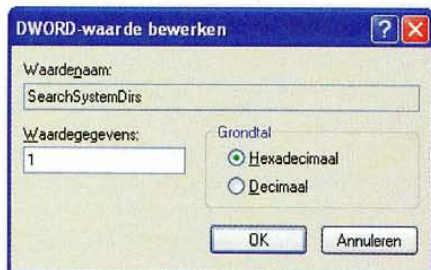 DWORD-waarde bewerken
Waardenaam:
SearchSystemDirs
Waardegegevens:
1
Grondtal
Hexadecimaal
Decimaal
OK
Annuleren